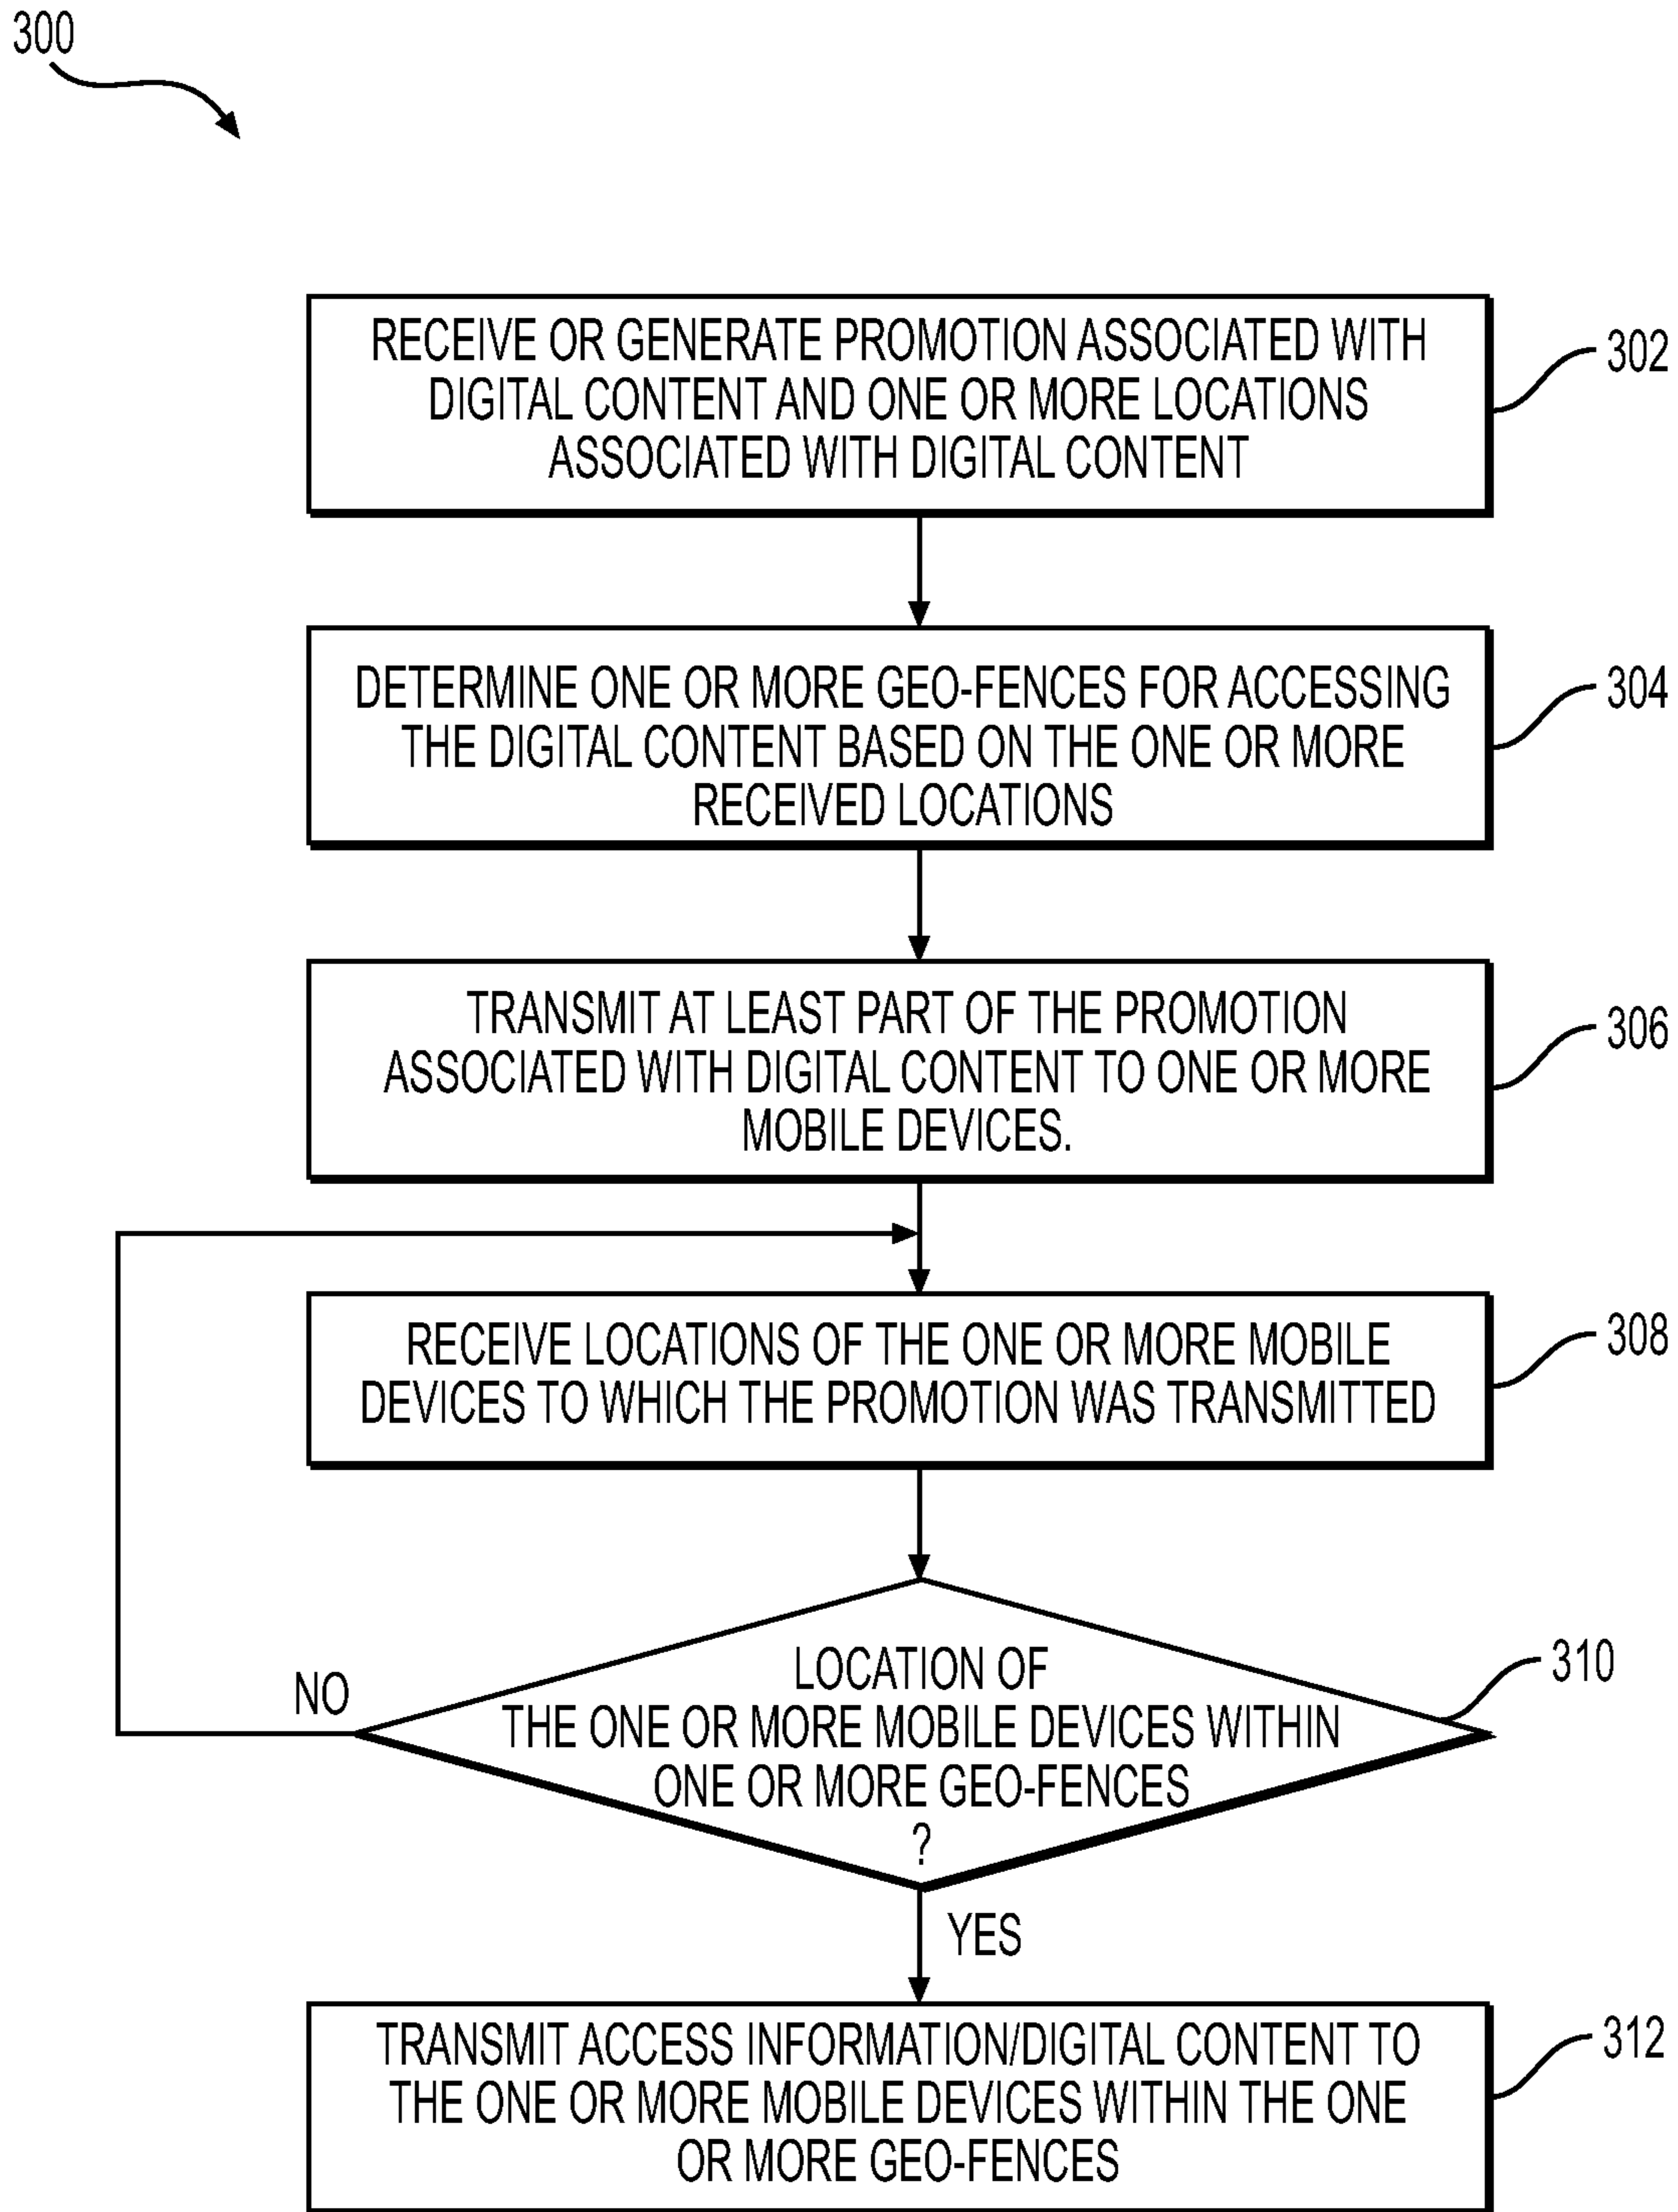 300
RECEIVE OR GENERATE PROMOTION ASSOCIATED WITH
DIGITAL CONTENT AND ONE OR MORE LOCATIONS
ASSOCIATED WITH DIGITAL CONTENT
302
DETERMINE ONE OR MORE GEO-FENCES FOR ACCESSING
THE DIGITAL CONTENT BASED ON THE ONE OR MORE
RECEIVED LOCATIONS
304
TRANSMIT AT LEAST PART OF THE PROMOTION
ASSOCIATED WITH DIGITAL CONTENT TO ONE OR MORE
MOBILE DEVICES.
306
RECEIVE LOCATIONS OF THE ONE OR MORE MOBILE
DEVICES TO WHICH THE PROMOTION WAS TRANSMITTED
308
LOCATION OF
THE ONE OR MORE MOBILE DEVICES WITHIN
ONE OR MORE GEO-FENCES
?
310
NO
YES
TRANSMIT ACCESS INFORMATION/DIGITAL CONTENT TO
THE ONE OR MORE MOBILE DEVICES WITHIN THE ONE
OR MORE GEO-FENCES
312